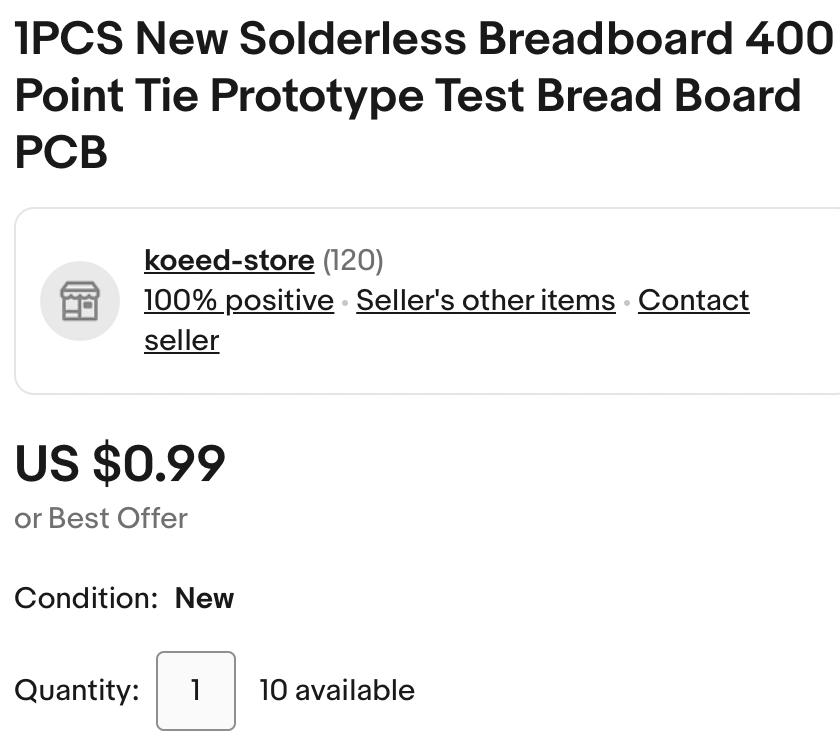 1PCS New Solderless Breadboard 400
Point Tie Prototype Test Bread Board
PCB
koeed-store (120)
100% positive • Seller's other items • Contact
seller
US $0.99
or Best Offer
Condition: New
Quantity: 1 10 available